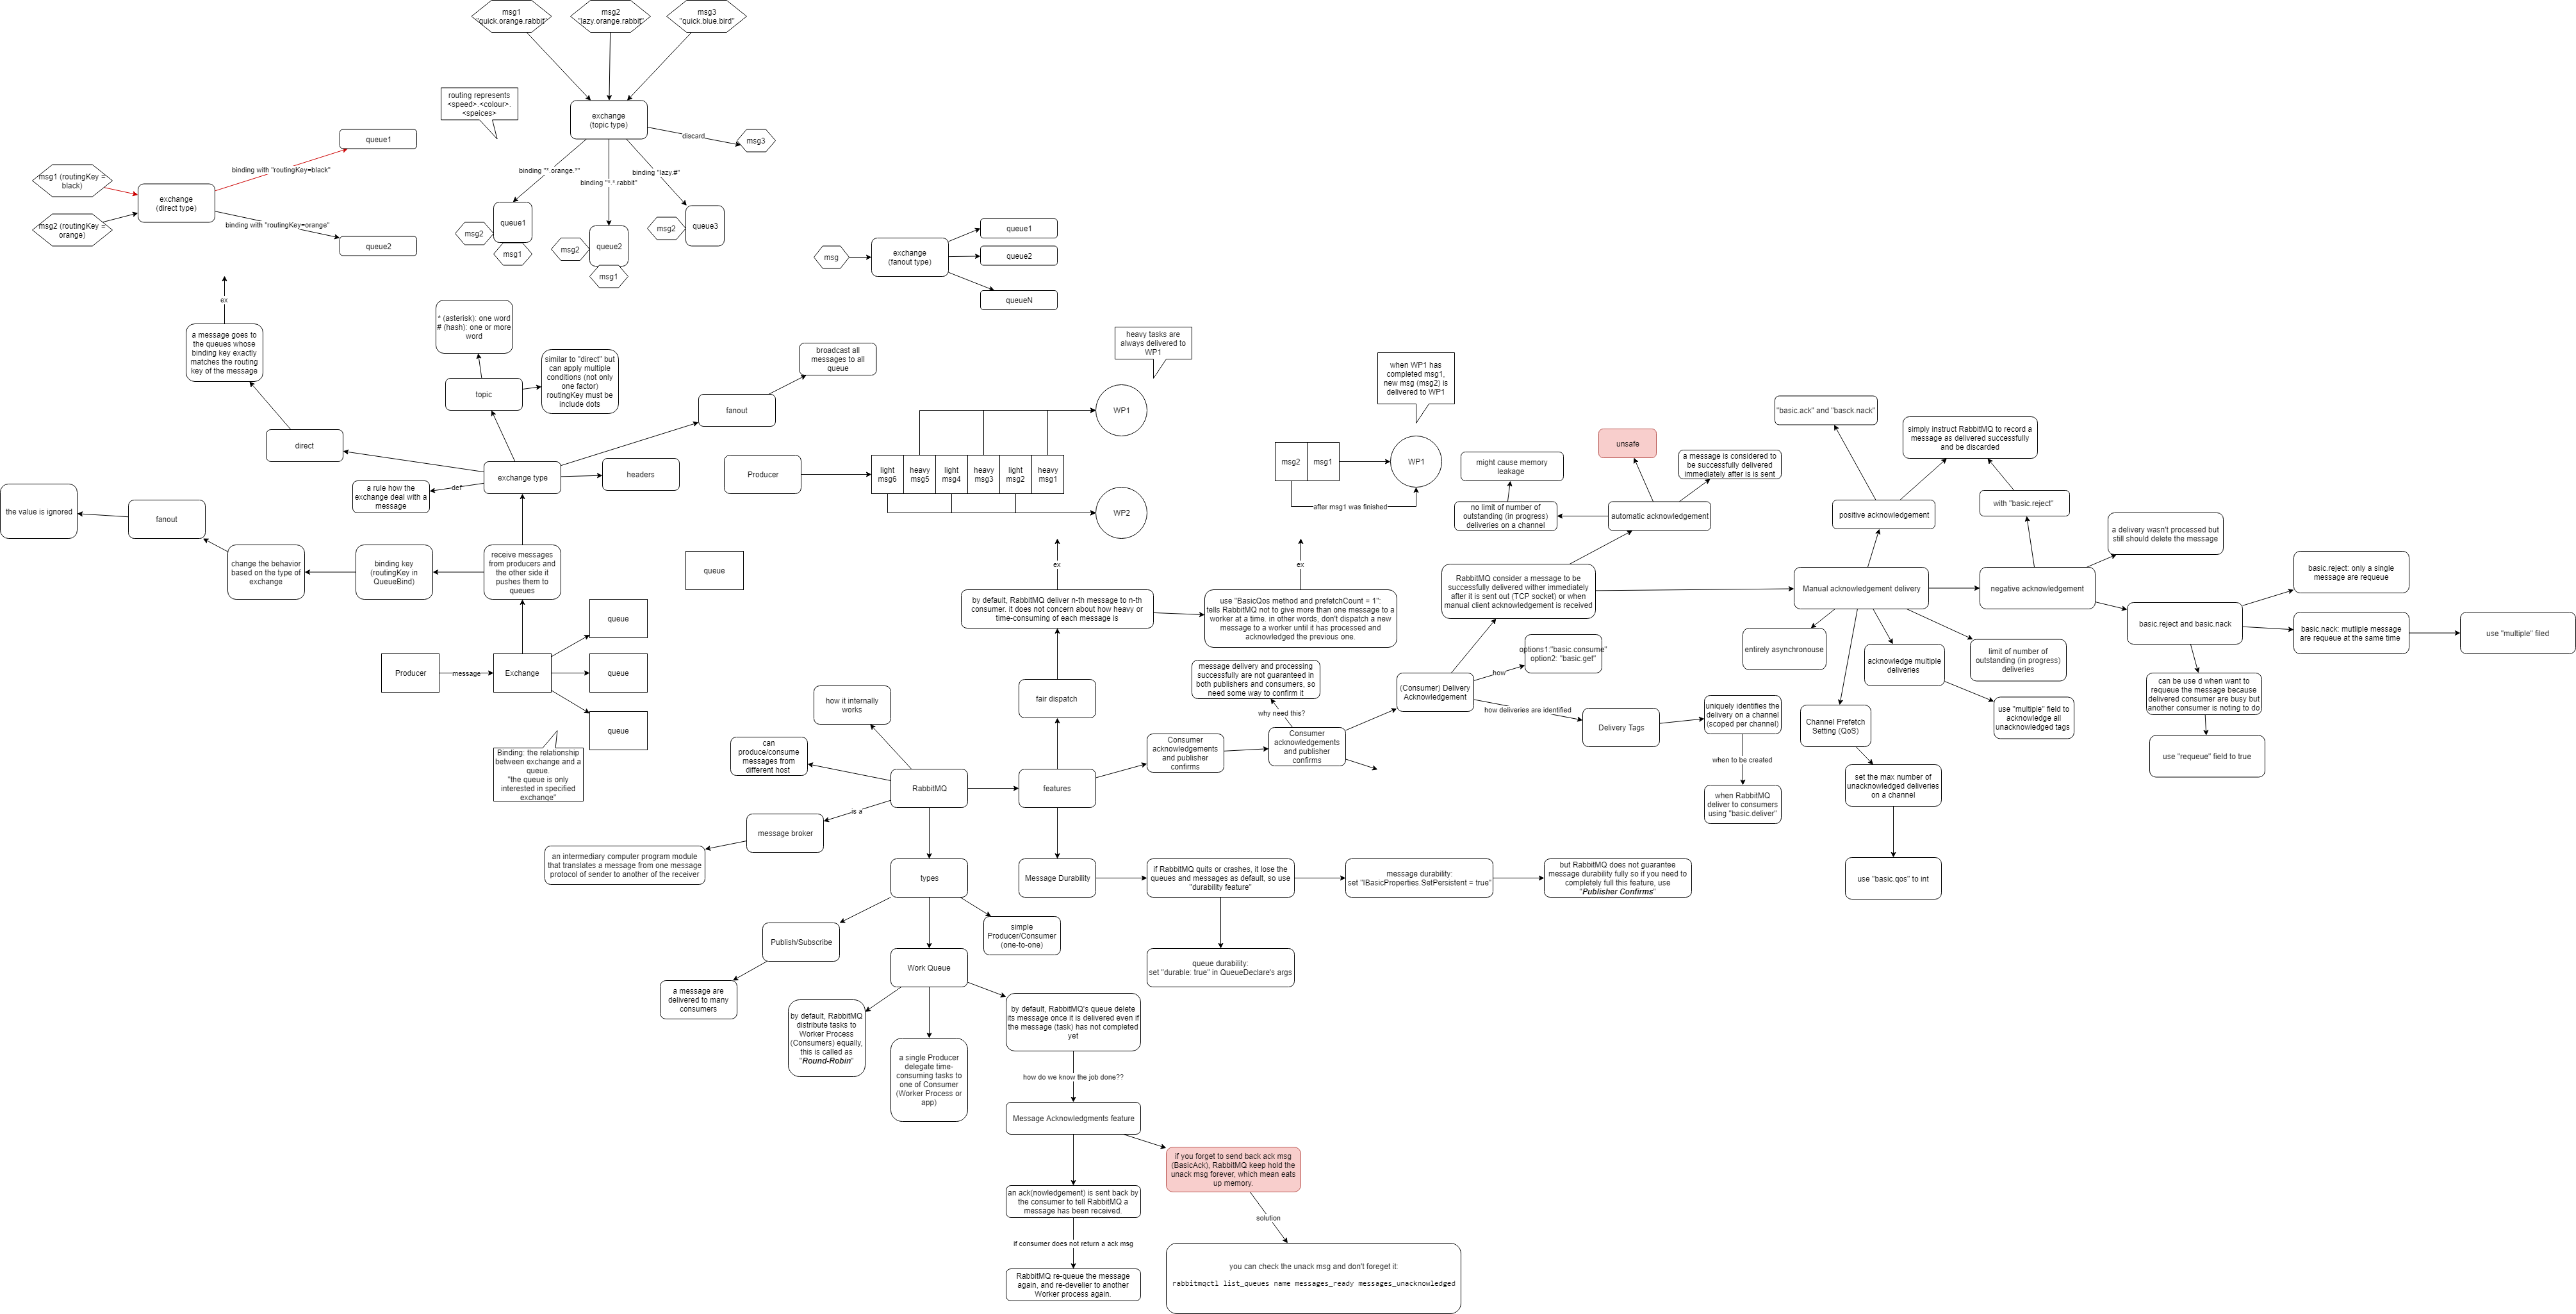 msg1
"quick.orange.rabbit"
msg2
"lazy.orange.rabbit"
msg3
"quick.blue.bird"
routing represents
<speed>.<colour>.
<speices>
exchange
(topic type)
discard
msg3
binding "*.orange.*"
binding "*.*.rabbit"
binding "lazy.#"
queue1
msg2
msg1
queue2
msg2
msg1
queue3
msg2
msg1 (routingKey =
black)
msg2 (routingKey =
orange)
exchange
(direct type)
binding with "routingKey=black"
binding with "routingKey=orange"
queue1
queue2
msg
exchange
(fanout type)
queue1
queue2
queueN
ex
a message goes to
the queues whose
binding key exactly
matches the routing
key of the message
* (asterisk): one word
# (hash): one or more
word
similar to "direct" but
can apply multiple
conditions (not only
one factor)
routingKey must be
include dots
topic
broadcast all
messages to all
queue
fanout
direct
exchange type
headers
def
a rule how the
exchange deal with a
message
the value is ignored
fanout
change the behavior
based on the type of
exchange
binding key
(routingKey in
QueueBind)
receive messages
from producers and
the other side it
pushes them to
queues
queue
Producer
message
Exchange
queue
queue
queue
Binding: the relationship
between exchange and a
queue.
"the queue is only
interested in specified
exchange"
heavy tasks are
always delivered to
WP1
WP1
Producer
light
msg6
heavy
msg5
light
msg4
heavy
msg3
light
msg2
heavy
msg1
WP2
ex
by default, RabbitMQ deliver n-th message to n-th
consumer. it does not concern about how heavy or
time-consuming of each message is
when WP1 has
completed msg1,
new msg (msg2) is
delivered to WP1
msg2
msg1
WP1
after msg1 was finished
ex
use "BasicQos method and prefetchCount = 1":
tells RabbitMQ not to give more than one message to a
worker at a time. in other words, don't dispatch a new
message to a worker until it has processed and
acknowledged the previous one.
fair dispatch
how it internally
works
can
produce/consume
messages from
different host
RabbitMQ
features
is a
message broker
an intermediary computer program module
that translates a message from one message
protocol of sender to another of the receiver
Consumer
acknowledgements
and publisher
confirms
Consumer
acknowledgements
and publisher
confirms
why need this?
message delivery and processing
successfully are not guaranteed in
both publishers and consumers, so
need some way to confirm it
(Consumer) Delivery
Acknowledgement
how
options1:"basic.consume"
option2: "basic.get"
how deliveries are identified
Delivery Tags
uniquely identifies the
delivery on a channel
(scoped per channel)
when to be created
when RabbitMQ
deliver to consumers
using "basic.deliver"
RabbitMQ consider a message to be
successfully delivered wither immediately
after it is sent out (TCP socket) or when
manual client acknowledgement is received
automatic acknowledgement
unsafe
a message is considered to
be successfully delivered
immediately after is is sent
no limit of number of
outstanding (in progress)
deliveries on a channel
might cause memory
leakage
Manual acknowledgement delivery
positive acknowledgement
"basic.ack" and "basck.nack"
simply instruct RabbitMQ to record a
message as delivered successfully
and be discarded
with "basic.reject"
negative acknowledgement
a delivery wasn't processed but
still should delete the message
basic.reject and basic.nack
basic.reject: only a single
message are requeue
basic.nack: mutliple message
are requeue at the same time
use "multiple" filed
can be use d when want to
requeue the message because
delivered consumer are busy but
another consumer is noting to do
use "requeue" field to true
entirely asynchronouse
acknowledge multiple
deliveries
use "multiple" field to
acknowledge all
unacknowledged tags
limit of number of
outstanding (in progress)
deliveries
Channel Prefetch
Setting (QoS)
set the max number of
unacknowledged deliveries
on a channel
use "basic.qos" to int
types
Message Durability
if RabbitMQ quits or crashes, it lose the
queues and messages as default, so use
"durability feature"
message durability:
set "IBasicProperties.SetPersistent = true"
but RabbitMQ does not guarantee
message durability fully so if you need to
completely full this feature, use
"Publisher Confirms"
queue durability:
set "durable: true" in QueueDeclare's args
Publish/Subscribe
a message are
delivered to many
consumers
simple
Producer/Consumer
(one-to-one)
Work Queue
by default, RabbitMQ
distribute tasks to
Worker Process
(Consumers) equally,
this is called as
"Round-Robin"
a single Producer
delegate time-
consuming tasks to
one of Consumer
(Worker Process or
app)
by default, RabbitMQ's queue delete
its message once it is delivered even if
the message (task) has not completed
yet
how do we know the job done??
Message Acknowledgments feature
if you forget to send back ack msg
(BasicAck), RabbitMQ keep hold the
unack msg forever, which mean eats
up memory.
an ack(nowledgement) is sent back by
the consumer to tell RabbitMQ a
message has been received.
solution
if consumer does not return a ack msg
RabbitMQ re-queue the message
again, and re-develier to another
Worker process again.
you can check the unack msg and don't foreget it:
rabbitmqctl list_queues name messages_ready messages_unacknowledged